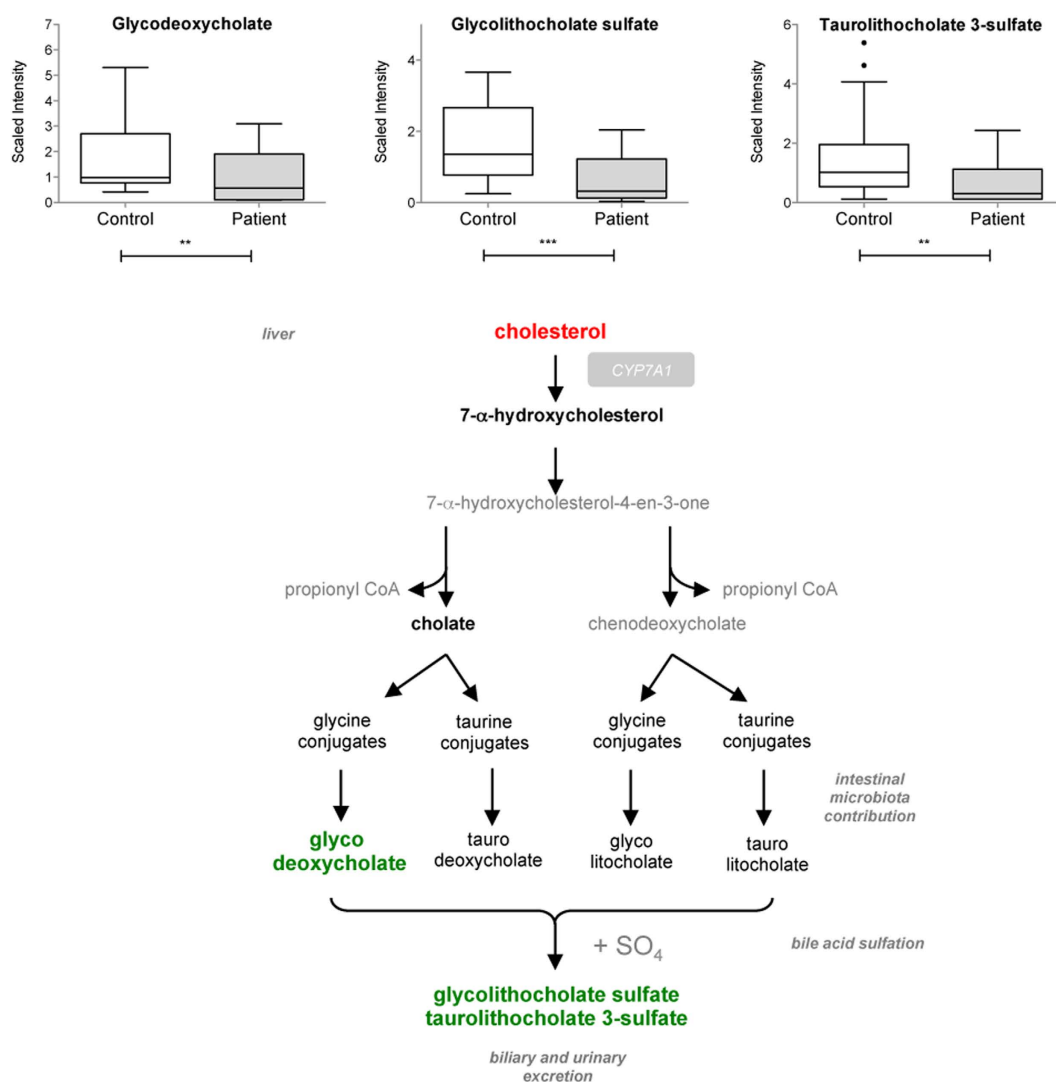 Glycodeoxycholate
Glycolithocholate sulfate
Taurolithocholate 3-sulfate
Scaled Intensity
7
6
5
4
3
2
1
0
Control
Patient
**
Scaled Intensity
4
2
0
Control
Patient
***
Scaled Intensity
6
4
2
0
Control
Patient
**
liver
cholesterol
CYP7A1
7-α-hydroxycholesterol
7-α-hydroxycholesterol-4-en-3-one
propionyl CoA
propionyl CoA
cholate
chenodeoxycholate
glycine
conjugates
taurine
conjugates
glycine
conjugates
taurine
conjugates
intestinal
microbiota
contribution
glyco
deoxycholate
tauro
deoxycholate
glyco
litocholate
tauro
litocholate
+ SO₄
bile acid sulfation
glycolithocholate sulfate
taurolithocholate 3-sulfate
biliary and urinary
excretion